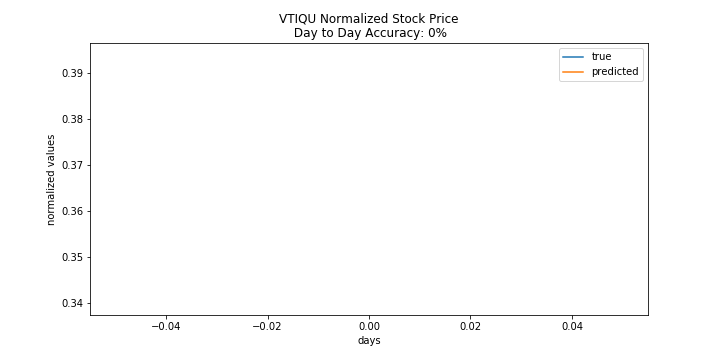 VTIQU Normalized Stock Price
Day to Day Accuracy: 0%
true
predicted
0.39
0.38
0.37
0.36
0.35
0.34
normalized values
−0.04
−0.02
0.00
0.02
0.04
days